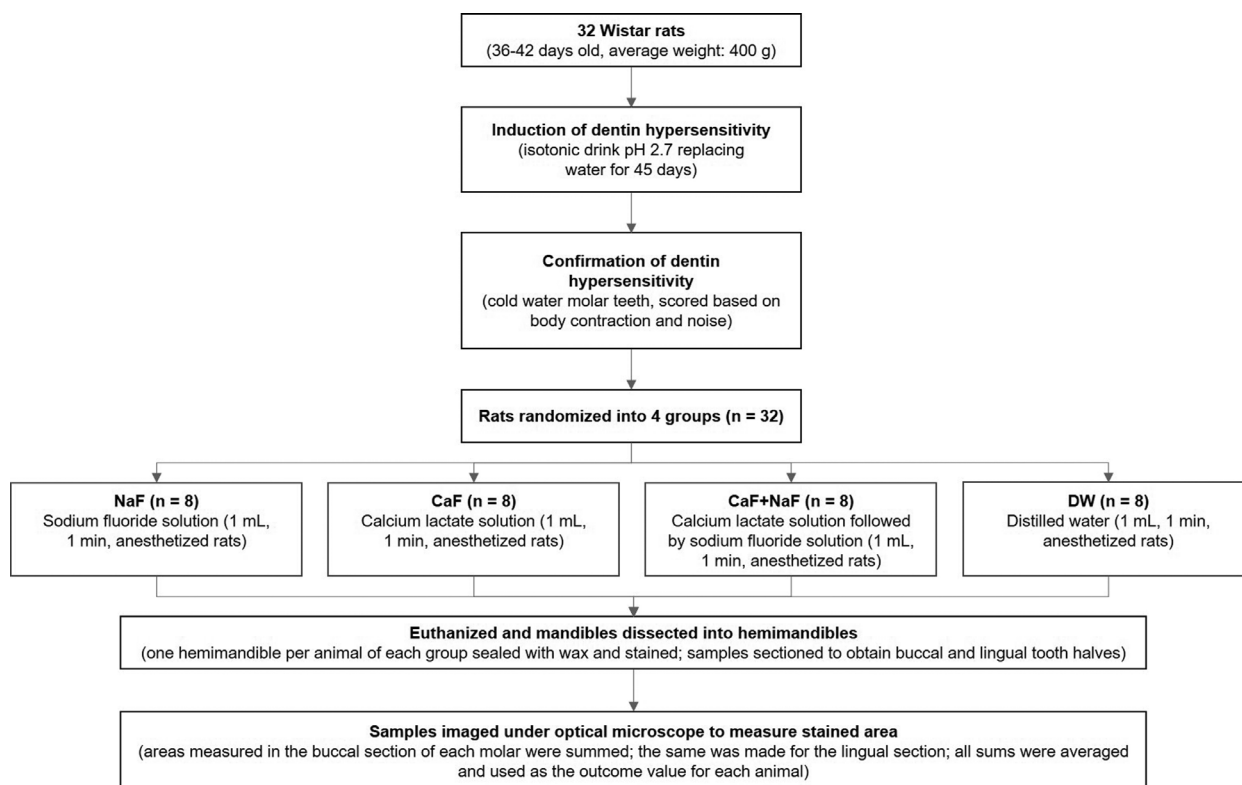 32 Wistar rats
(36-42 days old, average weight: 400 g)
Induction of dentin hypersensitivity
(isotonic drink pH 2.7 replacing
water for 45 days)
Confirmation of dentin
hypersensitivity
(cold water molar teeth, scored based on
body contraction and noise)
Rats randomized into 4 groups (n = 32)
NaF (n = 8)
Sodium fluoride solution (1 mL,
1 min, anesthetized rats)
CaF (n = 8)
Calcium lactate solution (1 mL,
1 min, anesthetized rats)
CaF+NaF (n = 8)
Calcium lactate solution followed
by sodium fluoride solution (1 mL,
1 min, anesthetized rats)
DW (n = 8)
Distilled water (1 mL, 1 min,
anesthetized rats)
Euthanized and mandibles dissected into hemimandibles
(one hemimandible per animal of each group sealed with wax and stained; samples sectioned to obtain buccal and lingual tooth halves)
Samples imaged under optical microscope to measure stained area
(areas measured in the buccal section of each molar were summed; the same was made for the lingual section; all sums were averaged
and used as the outcome value for each animal)